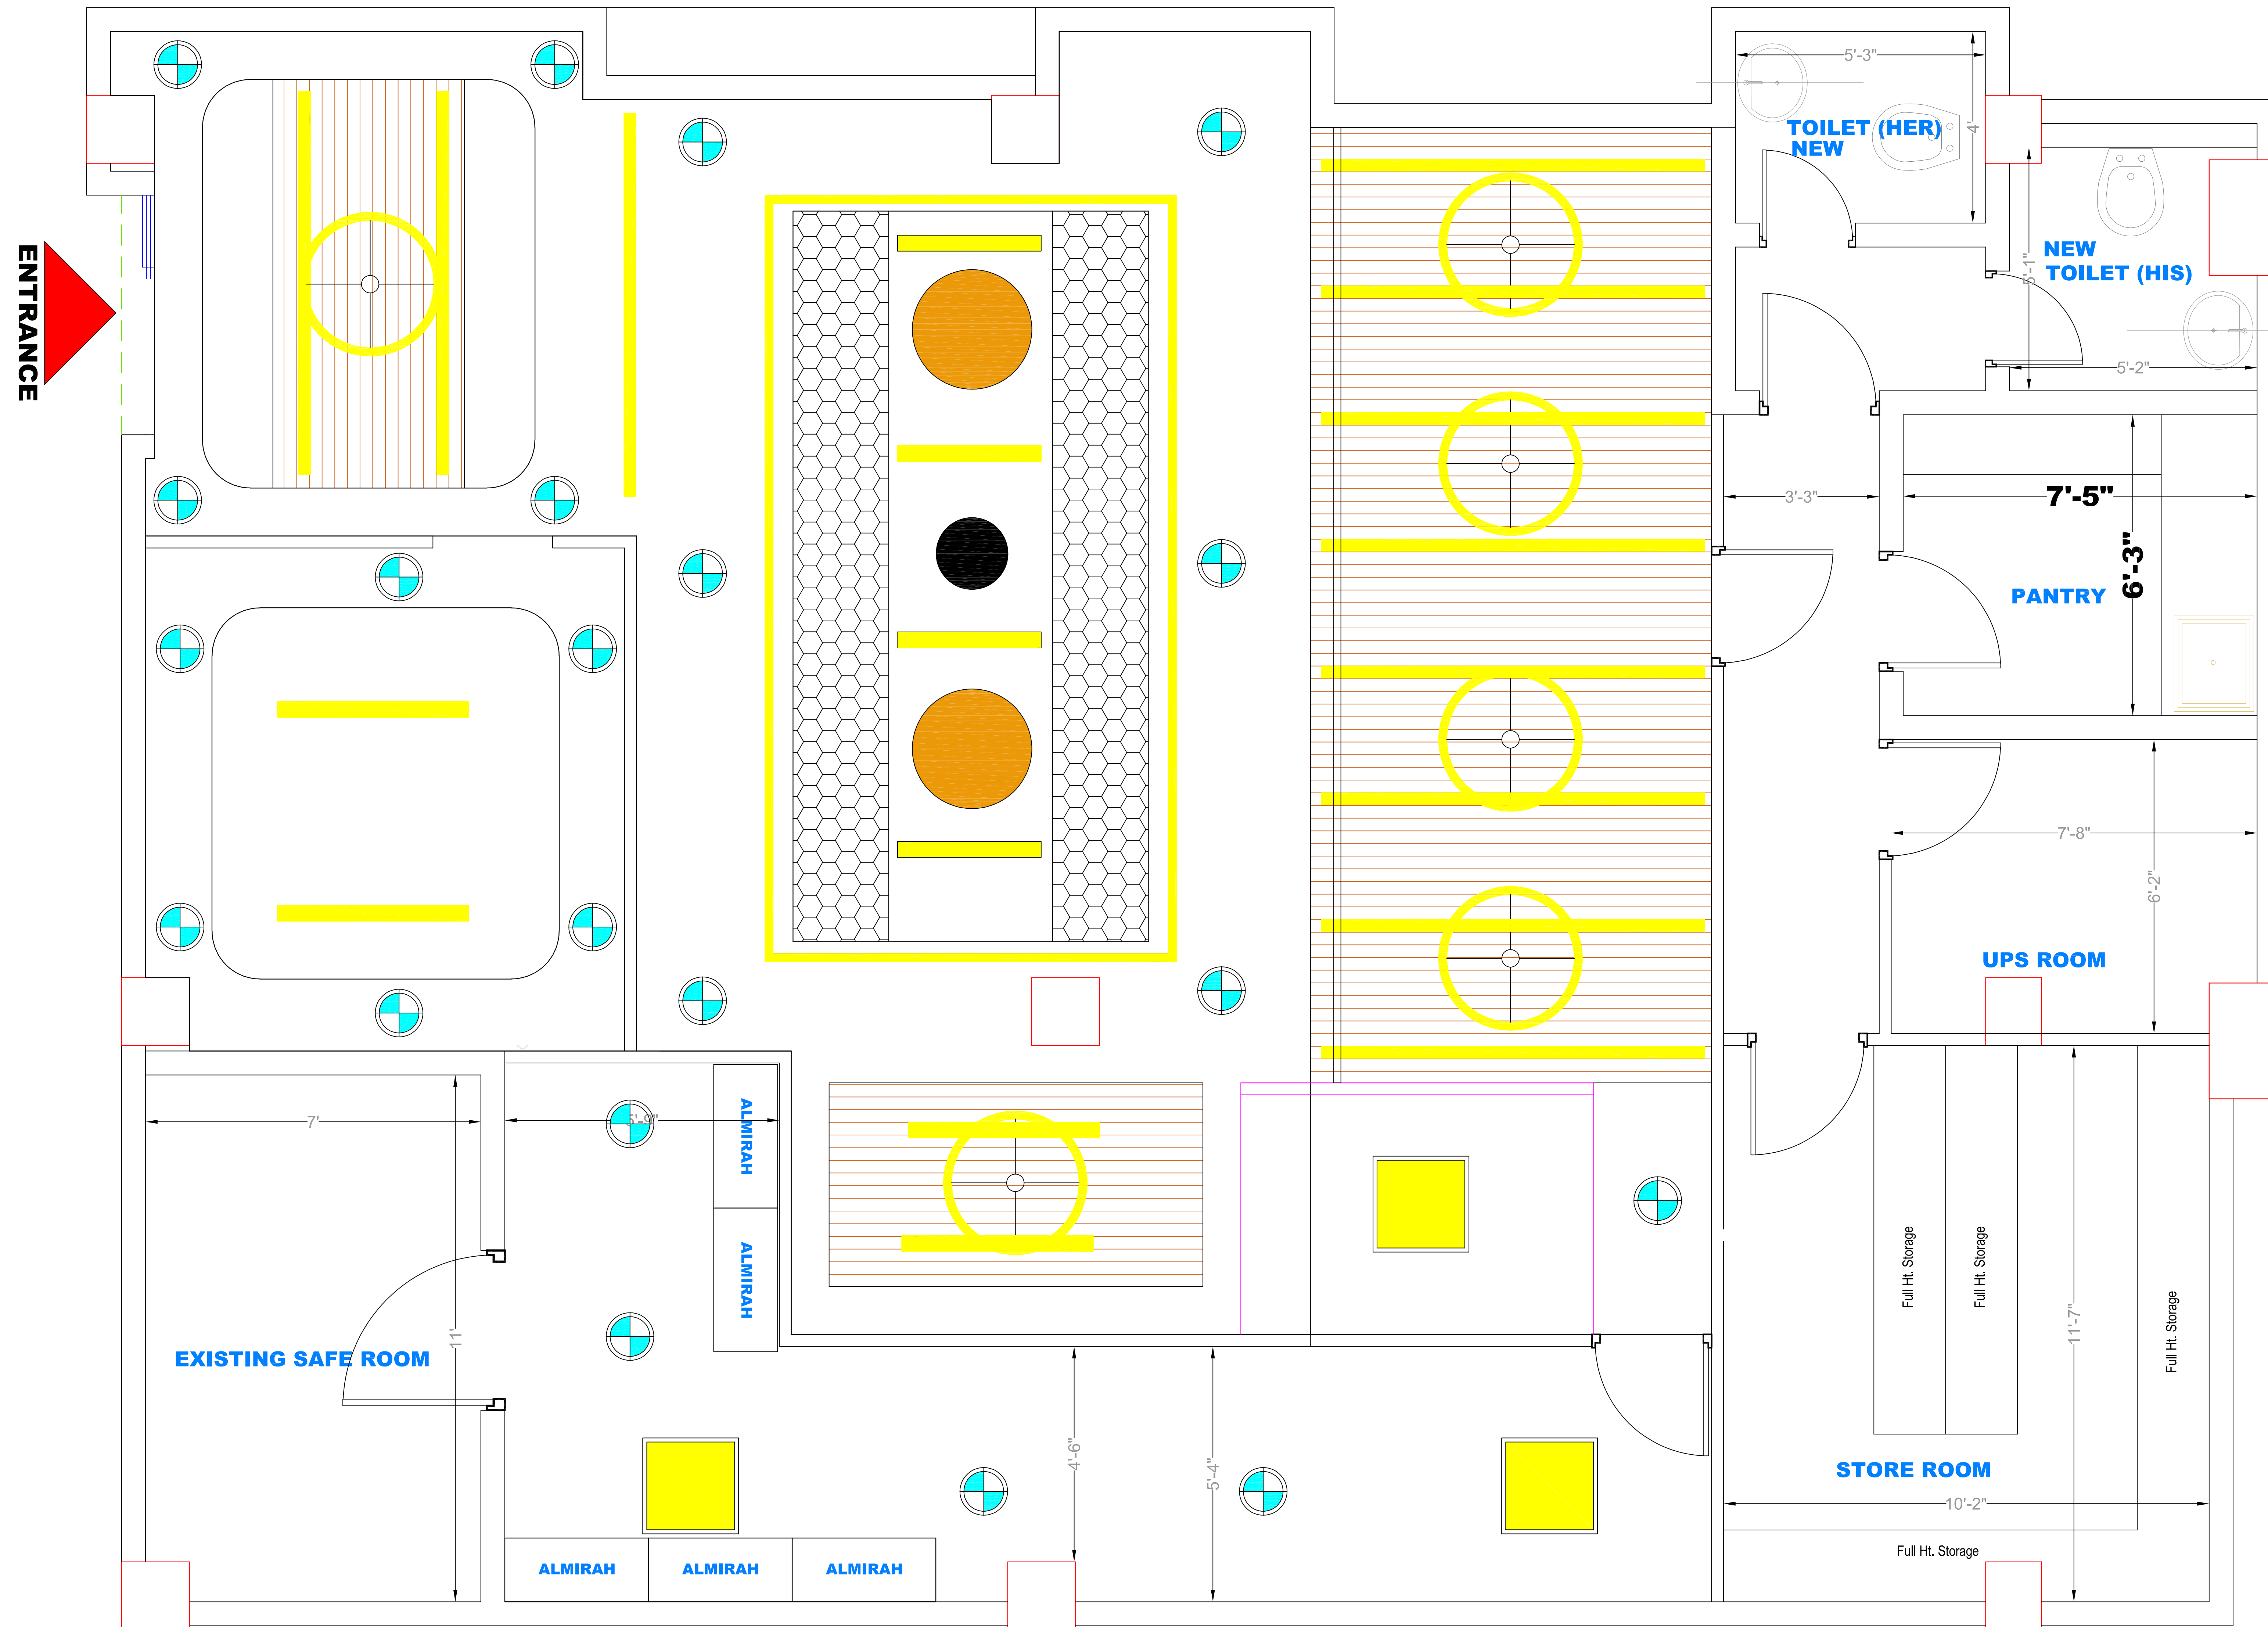 5'-3"
TOILET (HER)
NEW
4'
ENTRANCE
NEW
TOILET (HIS)
5'-1"
5'-2"
3'-3"
7'-5"
6'-3"
PANTRY
7'-8"
6'-2"
UPS ROOM
7'
5'-9"
ALMIRAH
ALMIRAH
11'
EXISTING SAFE ROOM
Full Ht. Storage
Full Ht. Storage
Full Ht. Storage
11'-7"
4'-6"
5'-4"
STORE ROOM
10'-2"
Full Ht. Storage
ALMIRAH
ALMIRAH
ALMIRAH